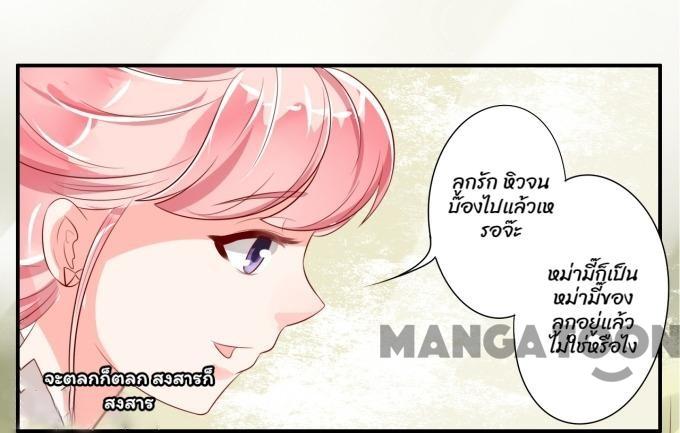 ลูกรัก หิวจน
บ๊องไปแล้วเห
รอจ๊ะ
หม่ามี๊ก็เป็น
หม่ามี๊ของ
ลูกอยู่แล้ว
ไม่ใช่หรือไง
MANGATOON
จะตลกก็ตลก สงสารก็
สงสาร